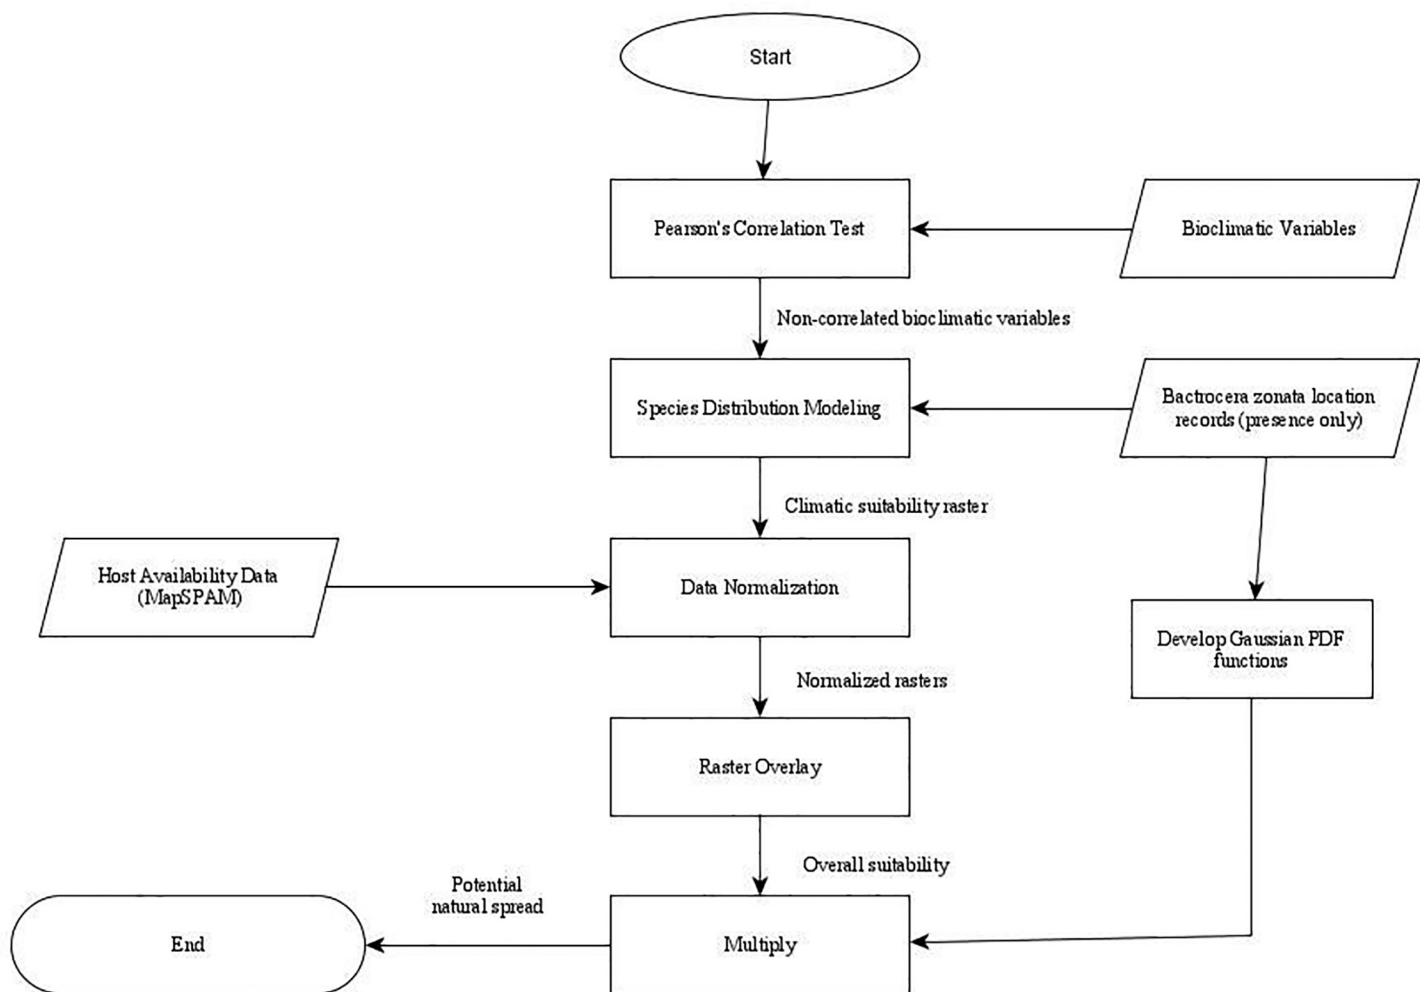 Start
Pearson's Correlation Test
Bioclimatic Variables
Non-correlated bioclimatic variables
Species Distribution Modeling
Bactrocera zonata location
records (presence only)
Climatic suitability raster
Host Availability Data
(MapSPAM)
Data Normalization
Develop Gaussian PDF
functions
Normalized rasters
Raster Overlay
Overall suitability
Potential
natural spread
End
Multiply